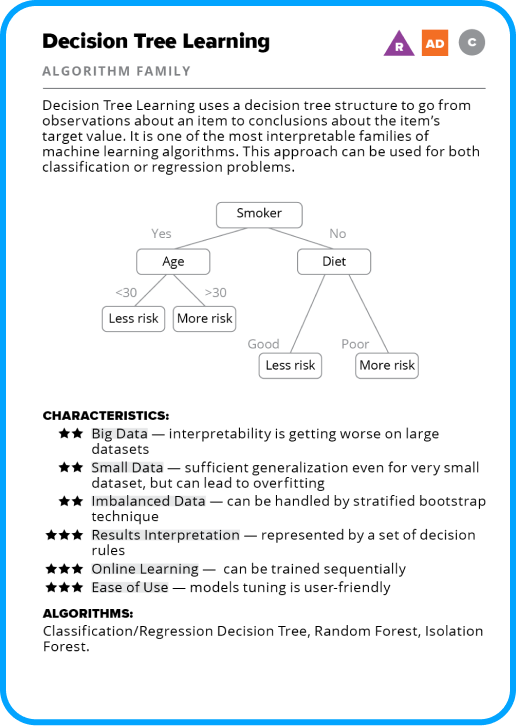 Decision Tree Learning
R AD C
ALGORITHM FAMILY
Decision Tree Learning uses a decision tree structure to go from
observations about an item to conclusions about the item's
target value. It is one of the most interpretable families of
machine learning algorithms. This approach can be used for both
classification or regression problems.
Smoker
Yes No
Age Diet
<30 >30
Less risk More risk
Good Poor
Less risk More risk
CHARACTERISTICS:
★★ Big Data — interpretability is getting worse on large
datasets
★★ Small Data — sufficient generalization even for very small
dataset, but can lead to overfitting
★★ Imbalanced Data — can be handled by stratified bootstrap
technique
★★★ Results Interpretation — represented by a set of decision
rules
★★★ Online Learning — can be trained sequentially
★★★ Ease of Use — models tuning is user-friendly
ALGORITHMS:
Classification/Regression Decision Tree, Random Forest, Isolation
Forest.